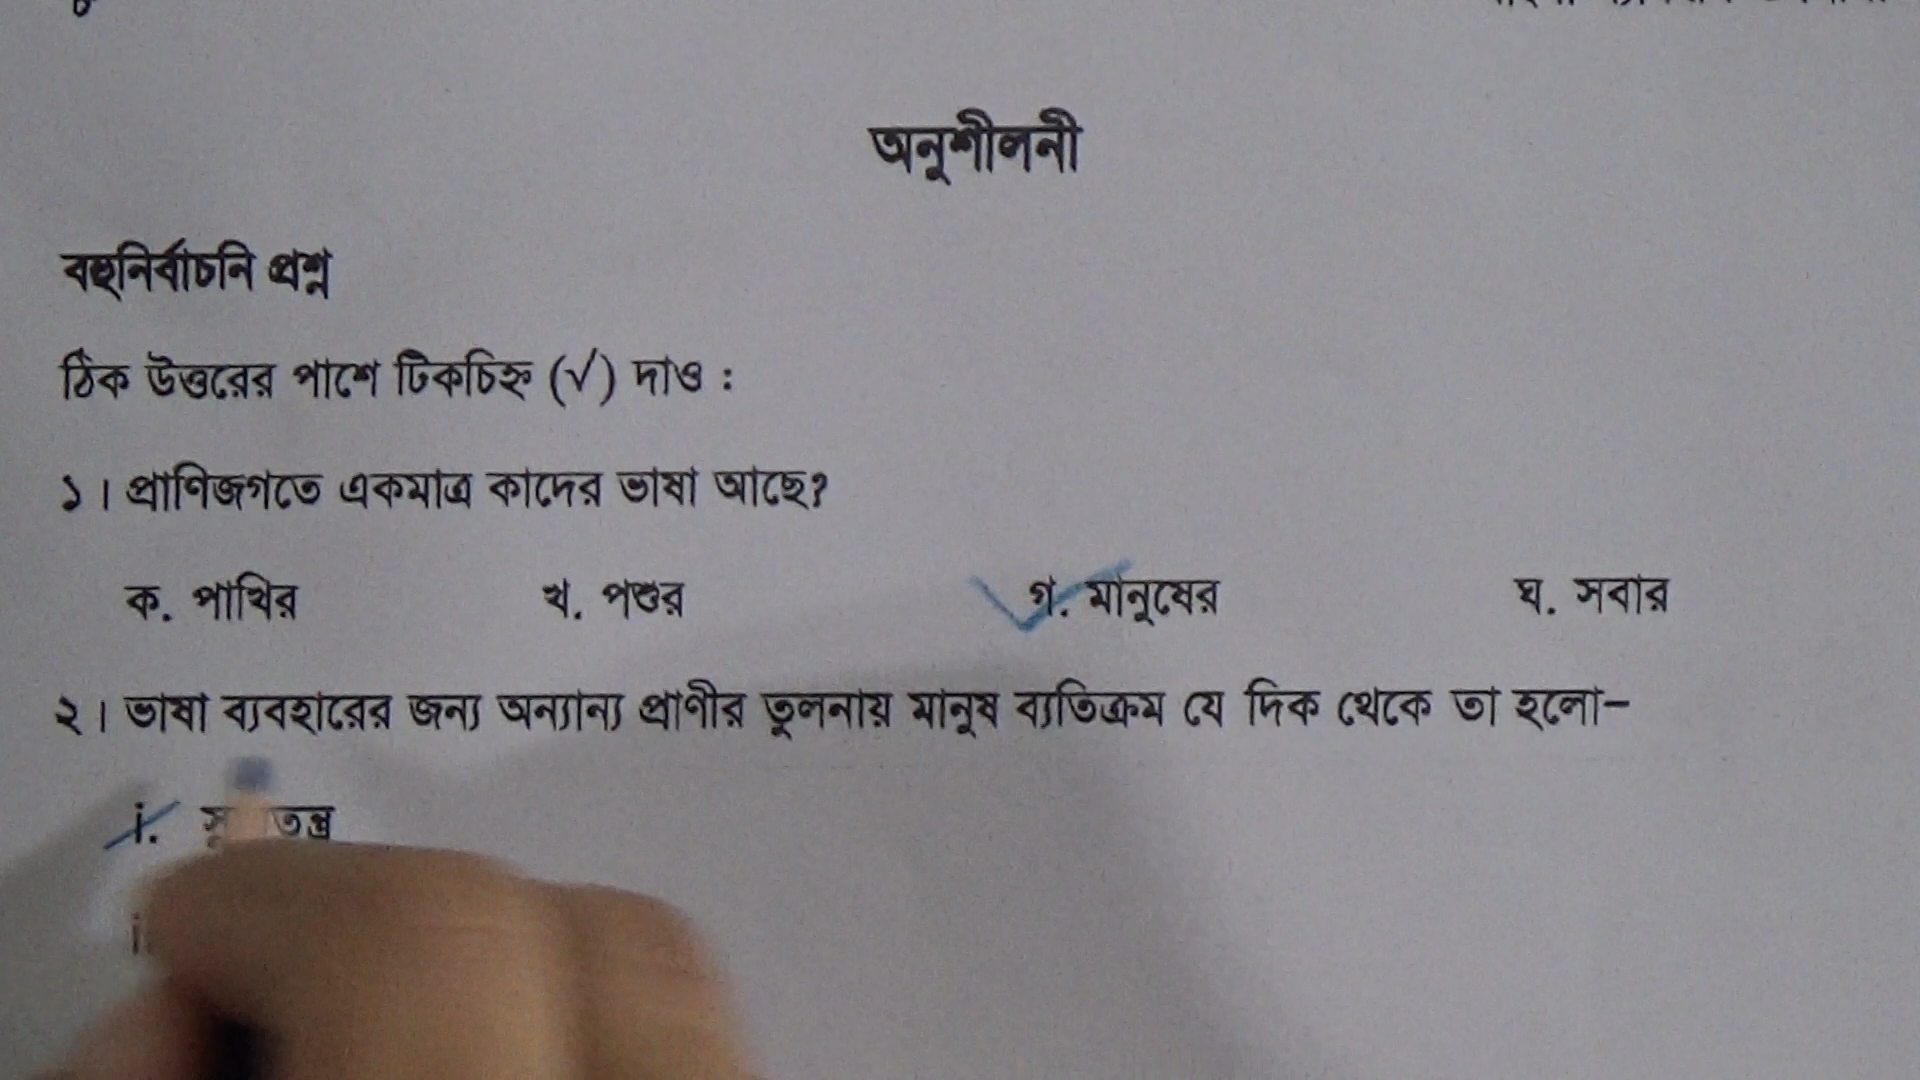 অনুশীলনী
বহুনির্বাচনি প্রশ্ন
ঠিক উত্তরের পাশে টিকচিহ্ন (√) দাও :
১। প্রাণিজগতে একমাত্র কাদের ভাষা আছে?
ক. পাখির খ. পশুর গ. মানুষের ঘ. সবার
২। ভাষা ব্যবহারের জন্য অন্যান্য প্রাণীর তুলনায় মানুষ ব্যতিক্রম যে দিক থেকে তা হলো-
i.